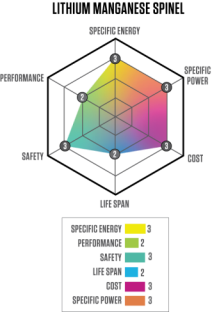 LITHIUM MANGANESE SPINEL
SPECIFIC ENERGY
3
PERFORMANCE
2
SPECIFIC
POWER
3
SAFETY
3
3
COST
2
LIFE SPAN
SPECIFIC ENERGY 3
PERFORMANCE 2
SAFETY 3
LIFE SPAN 2
COST 3
SPECIFIC POWER 3